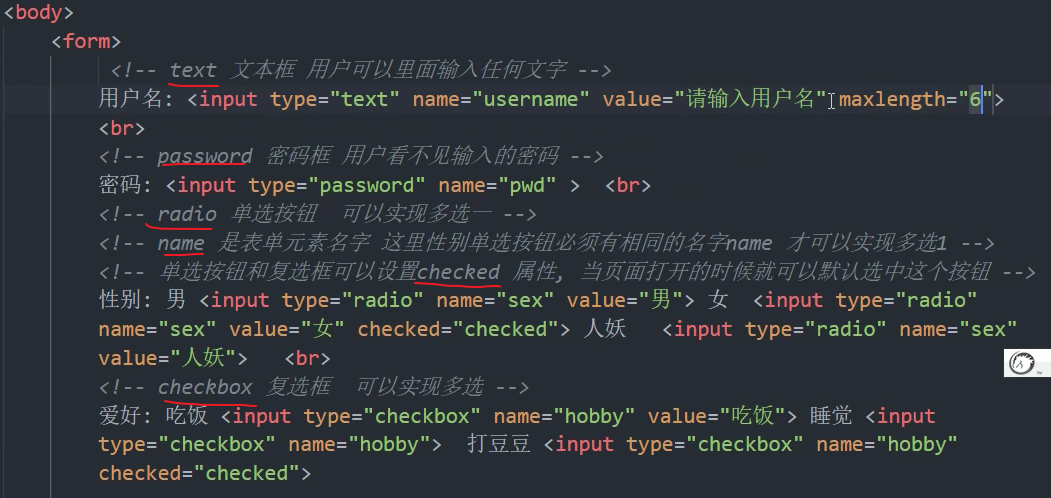 <body>
<form>
<!-- text 文本框 用户可以里面输入任何文字 -->
用户名: <input type="text" name="username" value="请输入用户名" maxlength="6">
<br>
<!-- password 密码框 用户看不见输入的密码 -->
密码: <input type="password" name="pwd" > <br>
<!-- radio 单选按钮 可以实现多选一 -->
<!-- name 是表单元素名字 这里性别单选按钮必须有相同的名字name 才可以实现多选1 -->
<!-- 单选按钮和复选框可以设置checked 属性, 当页面打开的时候就可以默认选中这个按钮 -->
性别: 男 <input type="radio" name="sex" value="男"> 女 <input type="radio"
name="sex" value="女" checked="checked"> 人妖 <input type="radio" name="sex"
value="人妖"> <br>
<!-- checkbox 复选框 可以实现多选 -->
爱好: 吃饭 <input type="checkbox" name="hobby" value="吃饭"> 睡觉 <input
type="checkbox" name="hobby"> 打豆豆 <input type="checkbox" name="hobby"
checked="checked">